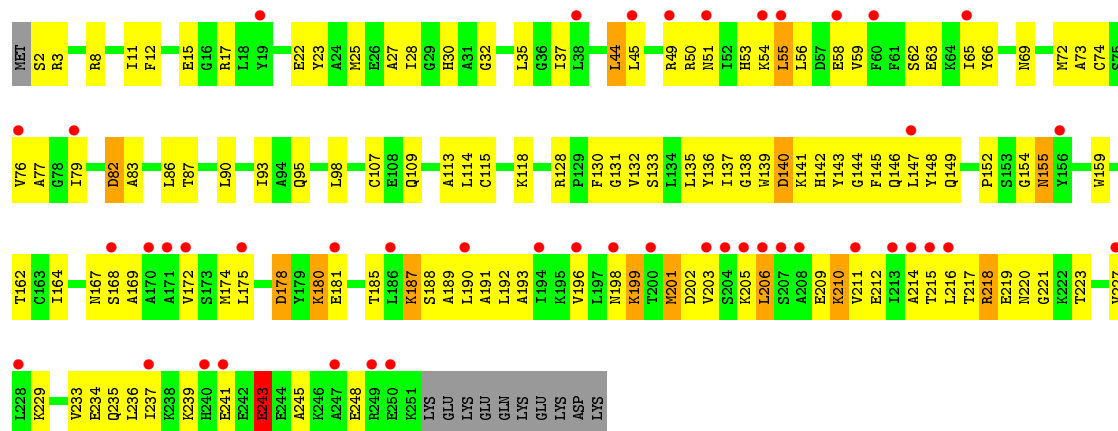 MET S2 R3 R8 I11 F12 E15 G16 R17 L18 Y19 E22 Y23 A24 M25 E26 A27 I28 G29 H30 A31 G32 L35 G36 I37 L38 L44 L45 R49 R50 N51 I52 H53 K54 L55 L56 D57 E58 V59 F60 F61 S62 E63 K64 I65 Y66 N69 M72 A73 C74 S75
V76 A77 G78 I79 D82 A83 L86 T87 L90 I93 A94 Q95 L98 C107 E108 Q109 A113 L114 C115 K118 R128 P129 F130 G131 V132 S133 L134 L135 Y136 I137 G138 W139 D140 K141 H142 Y143 G144 F145 Q146 L147 Y148 Q149 P152 S153 G154 N155 Y156 W159
T162 C163 I164 N167 S168 A169 A170 A171 V172 S173 M174 L175 D178 Y179 K180 E181 T185 L186 K187 S188 A189 L190 A191 L192 A193 I194 K195 V196 L197 N198 K199 T200 M201 D202 V203 S204 K205 L206 S207 A208 E209 K210 V211 E212 I213 A214 T215 L216 T217 R218 E219 N220 G221 K222 T223 V227
L228 K229 V233 E234 Q235 L236 I237 K238 K239 H240 E241 E242 E243 E244 A245 K246 A247 E248 R249 E250 K251 LYS GLU LYS GLU GLN LYS GLU LYS ASP LYS